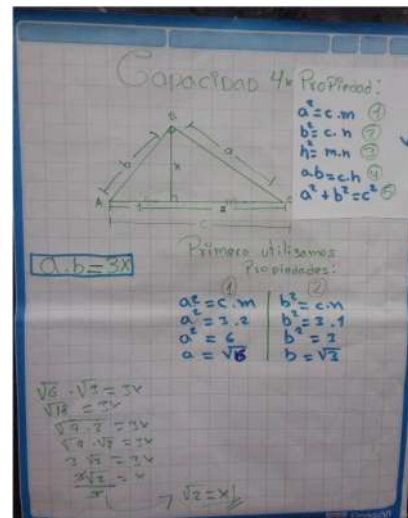 Capacidad 4*
Propiedad:
a² = c.m ①
b² = c.n ②
h² = m.n ③
a.b = c.h ④
a² + b² = c² ⑤
B
b
a
x
A
1
2
C
a.b = 3x
Primero utilizamos
Propiedades:
①
a² = c.m
a² = 3.2
a² = 6
a = √6
②
b² = c.n
b² = 3.1
b² = 3
b = √3
√6 . √3 = 3x
√18 = 3x
√9.2 = 3x
3√2 = 3x
√2 = x